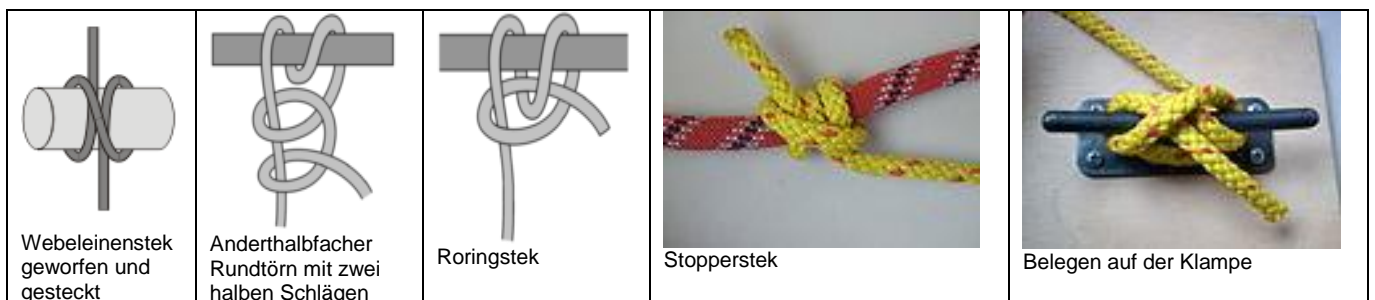 Webeleinenstek
geworfen und
gesteckt
Anderthalbfacher
Rundtörn mit zwei
halben Schlägen
Roringstek
Stopperstek
Belegen auf der Klampe